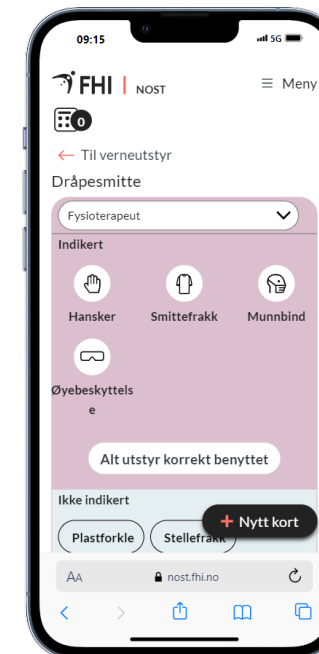 09:15
5G
FHI | NOST
Meny
0
Til verneutstyr
Dråpesmitte
Fysioterapeut
Indikert
Hansker
Smittefrakk
Munnbind
Øyebeskyttels
e
Alt utstyr korrekt benyttet
Ikke indikert
Nytt kort
Plastforkle
Stellefrakk
AA
nost.fhi.no